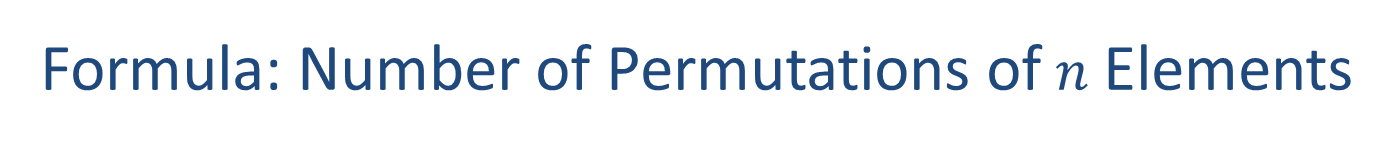 Formula: Number of Permutations of n Elements